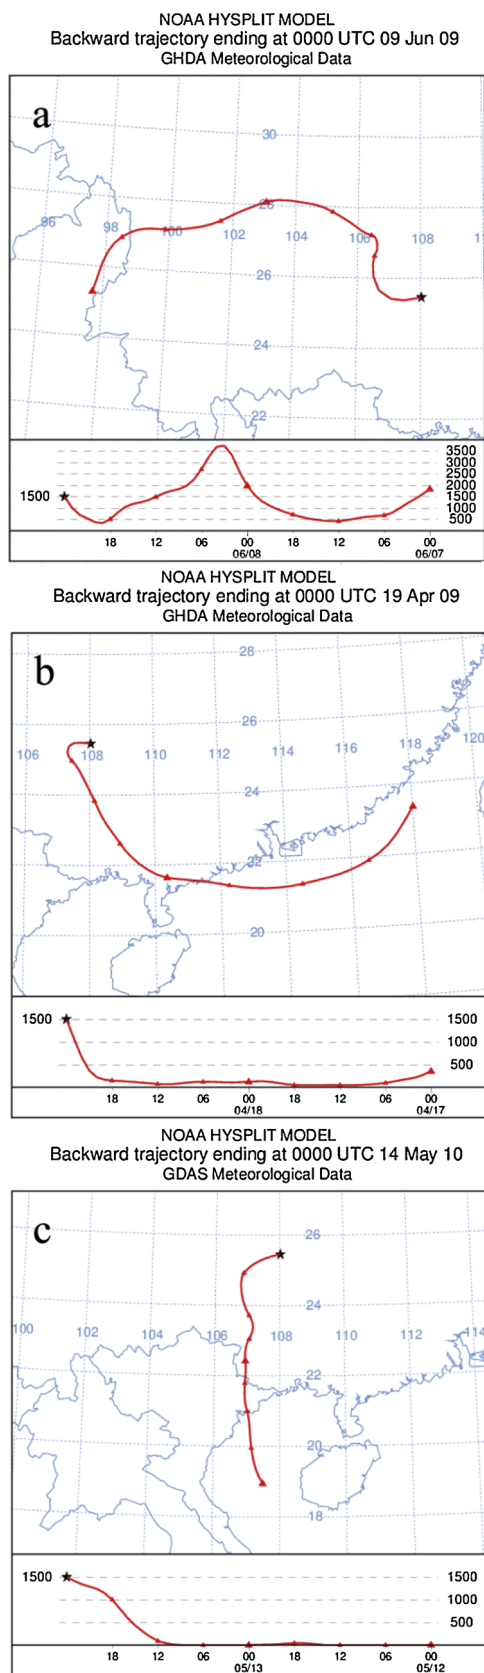 NOAA HYSPLIT MODEL
Backward trajectory ending at 0000 UTC 09 Jun 09
GHDA Meteorological Data
a
30
28
96 98 100 102 104 106 108
26
24
22
3500
3000
2500
2000
1500 1500
1000
500
18 12 06 00 18 12 06 00
06/08 06/07
NOAA HYSPLIT MODEL
Backward trajectory ending at 0000 UTC 19 Apr 09
GHDA Meteorological Data
b
28
26
106 108 110 112 114 116 118 120
24
22
20
1500 1500
1000
500
18 12 06 00 18 12 06 00
04/18 04/17
NOAA HYSPLIT MODEL
Backward trajectory ending at 0000 UTC 14 May 10
GDAS Meteorological Data
c
26
24
100 102 104 106 108 110 112 114
22
20
18
1500 1500
1000
500
18 12 06 00 18 12 06 00
05/13 05/12